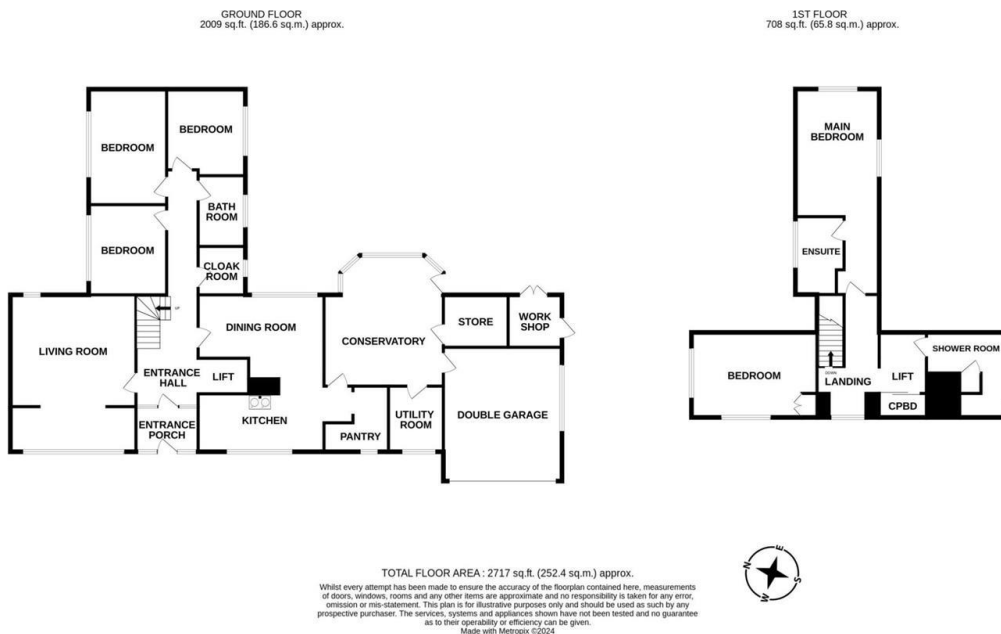 GROUND FLOOR
2009 sq.ft. (186.6 sq.m.) approx.
1ST FLOOR
708 sq.ft. (65.8 sq.m.) approx.
BEDROOM
BEDROOM
BATH
ROOM
BEDROOM
CLOAK
ROOM
UP
LIVING ROOM
DINING ROOM
CONSERVATORY
STORE
WORK
SHOP
ENTRANCE
HALL
LIFT
ENTRANCE
PORCH
KITCHEN
PANTRY
UTILITY
ROOM
DOUBLE GARAGE
MAIN
BEDROOM
ENSUITE
BEDROOM
DOWN
LANDING
LIFT
SHOWER ROOM
CPBD
N
E
S
W
TOTAL FLOOR AREA : 2717 sq.ft. (252.4 sq.m.) approx.
Whilst every attempt has been made to ensure the accuracy of the floorplan contained here, measurements
of doors, windows, rooms and any other items are approximate and no responsibility is taken for any error,
omission or mis-statement. This plan is for illustrative purposes only and should be used as such by any
prospective purchaser. The services, systems and appliances shown have not been tested and no guarantee
as to their operability or efficiency can be given.
Made with Metropix ©2024